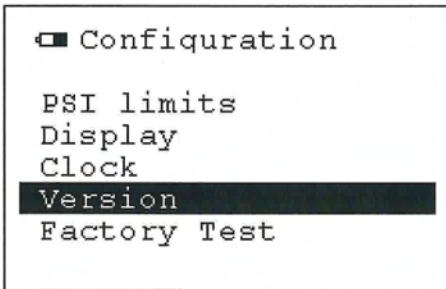 Configuration
PSI limits
Display
Clock
Version
Factory Test